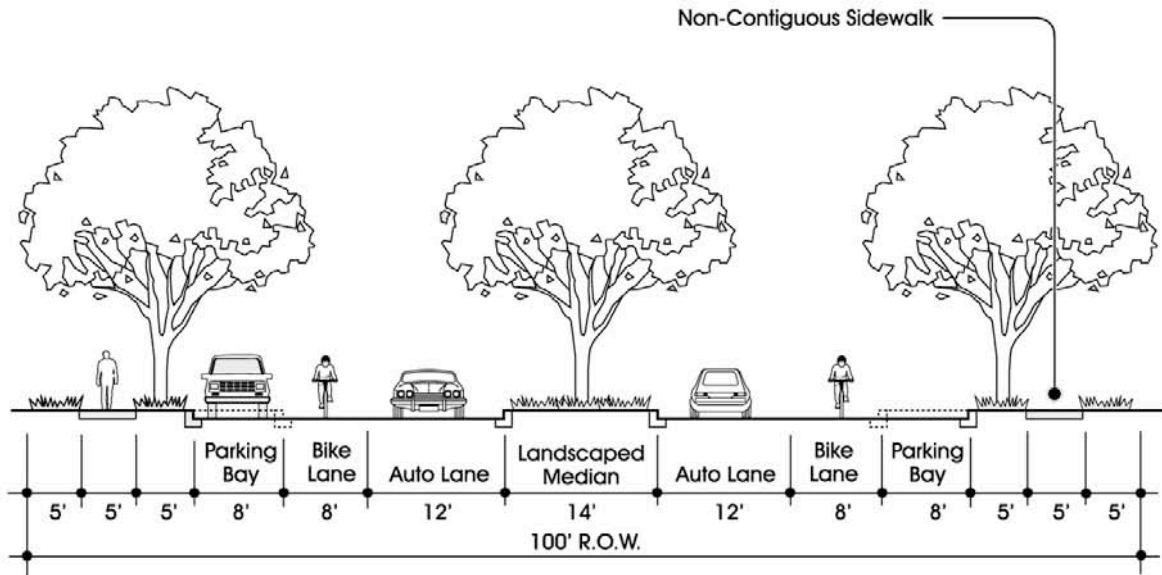 Non-Contiguous Sidewalk
Parking Bike Landscaped Bike Parking
Bay Lane Auto Lane Median Auto Lane Lane Bay
5' 5' 5' 8' 8' 12' 14' 12' 8' 8' 5' 5' 5'
100' R.O.W.